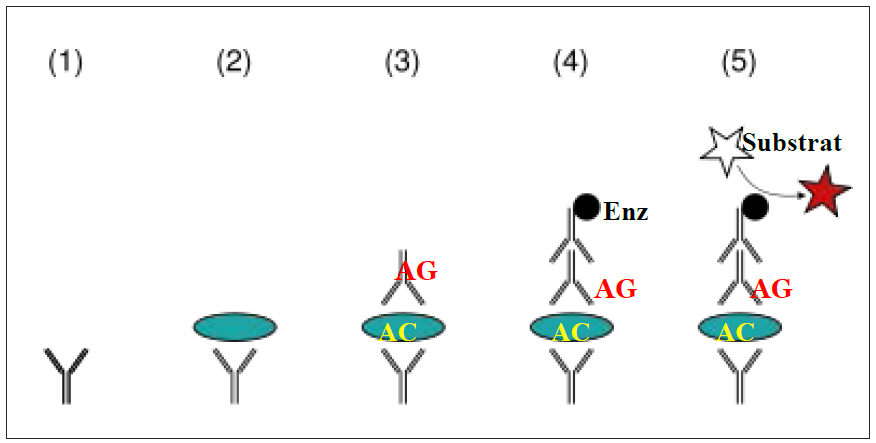 (1) (2) (3) (4) (5)
Substrat
Enz
AG
AG AG
AC AC AC